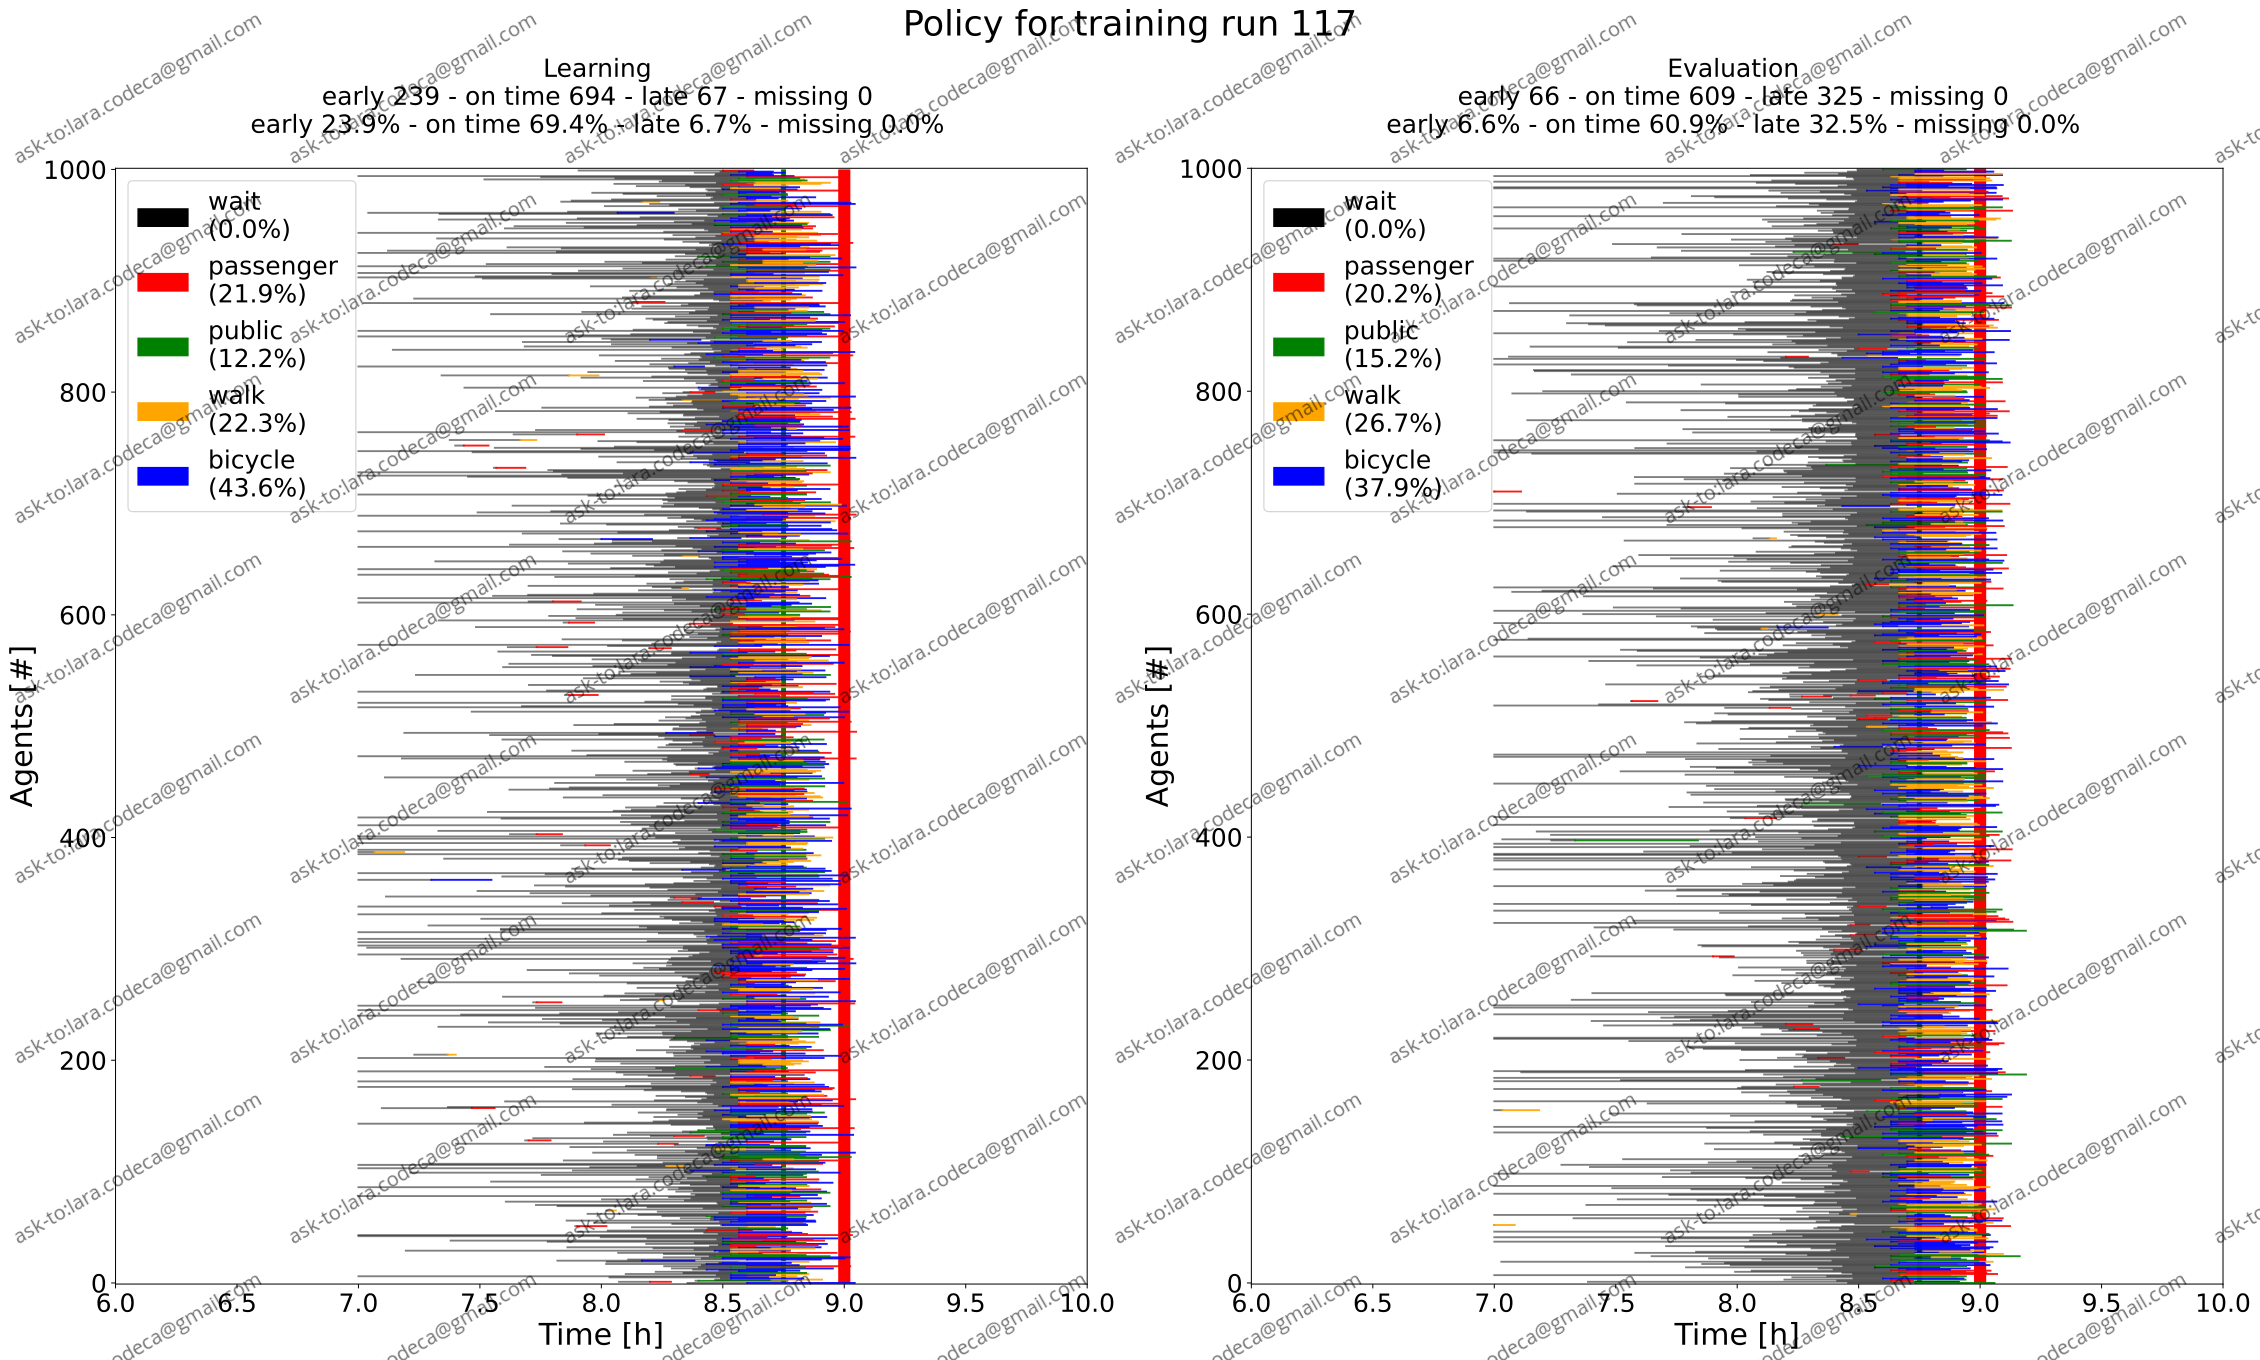 Policy for training run 117
Learning
early 239 - on time 694 - late 67 - missing 0
early 23.9% - on time 69.4% - late 6.7% - missing 0.0%
Agents [#]
1000
800
600
400
200
0
wait
(0.0%)
passenger
(21.9%)
public
(12.2%)
walk
(22.3%)
bicycle
(43.6%)
6.0 6.5 7.0 7.5 8.0 8.5 9.0 9.5 10.0
Time [h]
Evaluation
early 66 - on time 609 - late 325 - missing 0
early 6.6% - on time 60.9% - late 32.5% - missing 0.0%
Agents [#]
1000
800
600
400
200
0
wait
(0.0%)
passenger
(20.2%)
public
(15.2%)
walk
(26.7%)
bicycle
(37.9%)
6.0 6.5 7.0 7.5 8.0 8.5 9.0 9.5 10.0
Time [h]
ask-to:lara.codeca@gmail.com